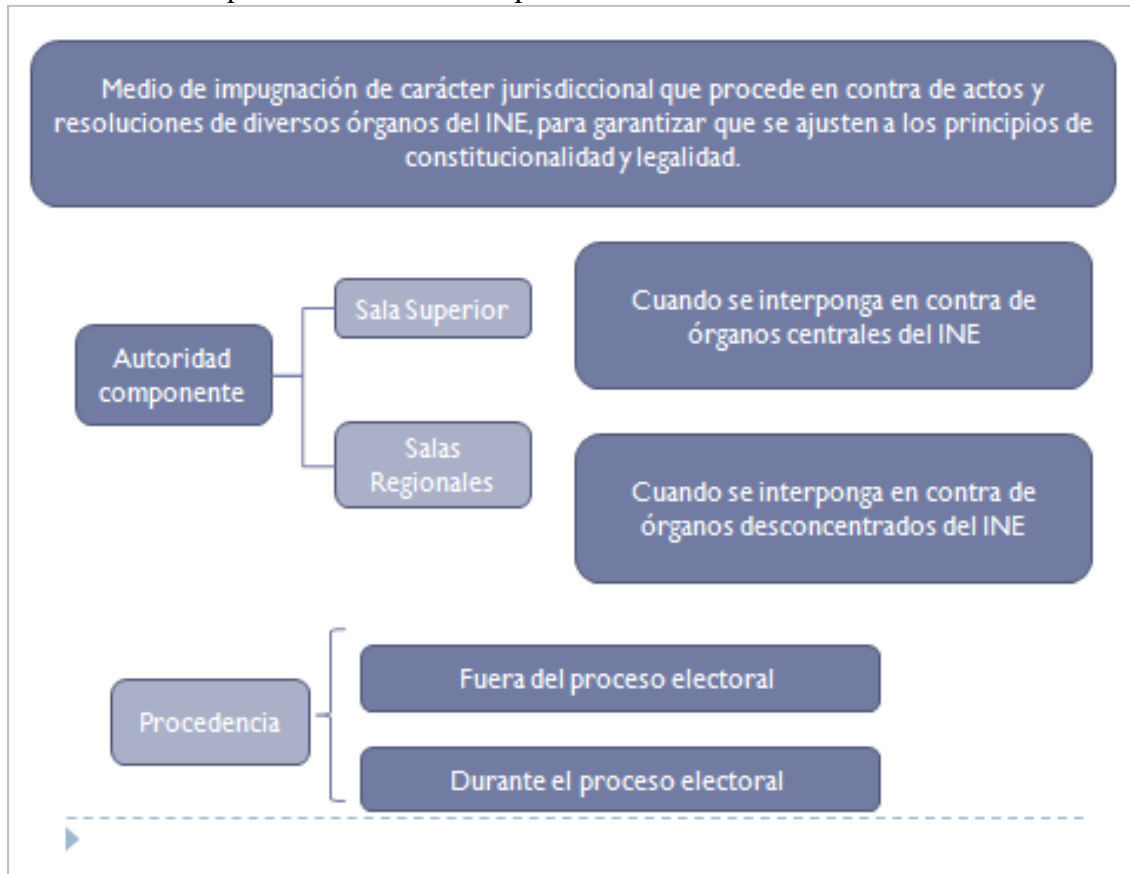 Medio de impugnación de carácter jurisdiccional que procede en contra de actos y
resoluciones de diversos órganos del INE, para garantizar que se ajusten a los principios de
constitucionalidad y legalidad.
Autoridad
componente
Sala Superior
Cuando se interponga en contra de
órganos centrales del INE
Salas
Regionales
Cuando se interponga en contra de
órganos desconcentrados del INE
Procedencia
Fuera del proceso electoral
Durante el proceso electoral